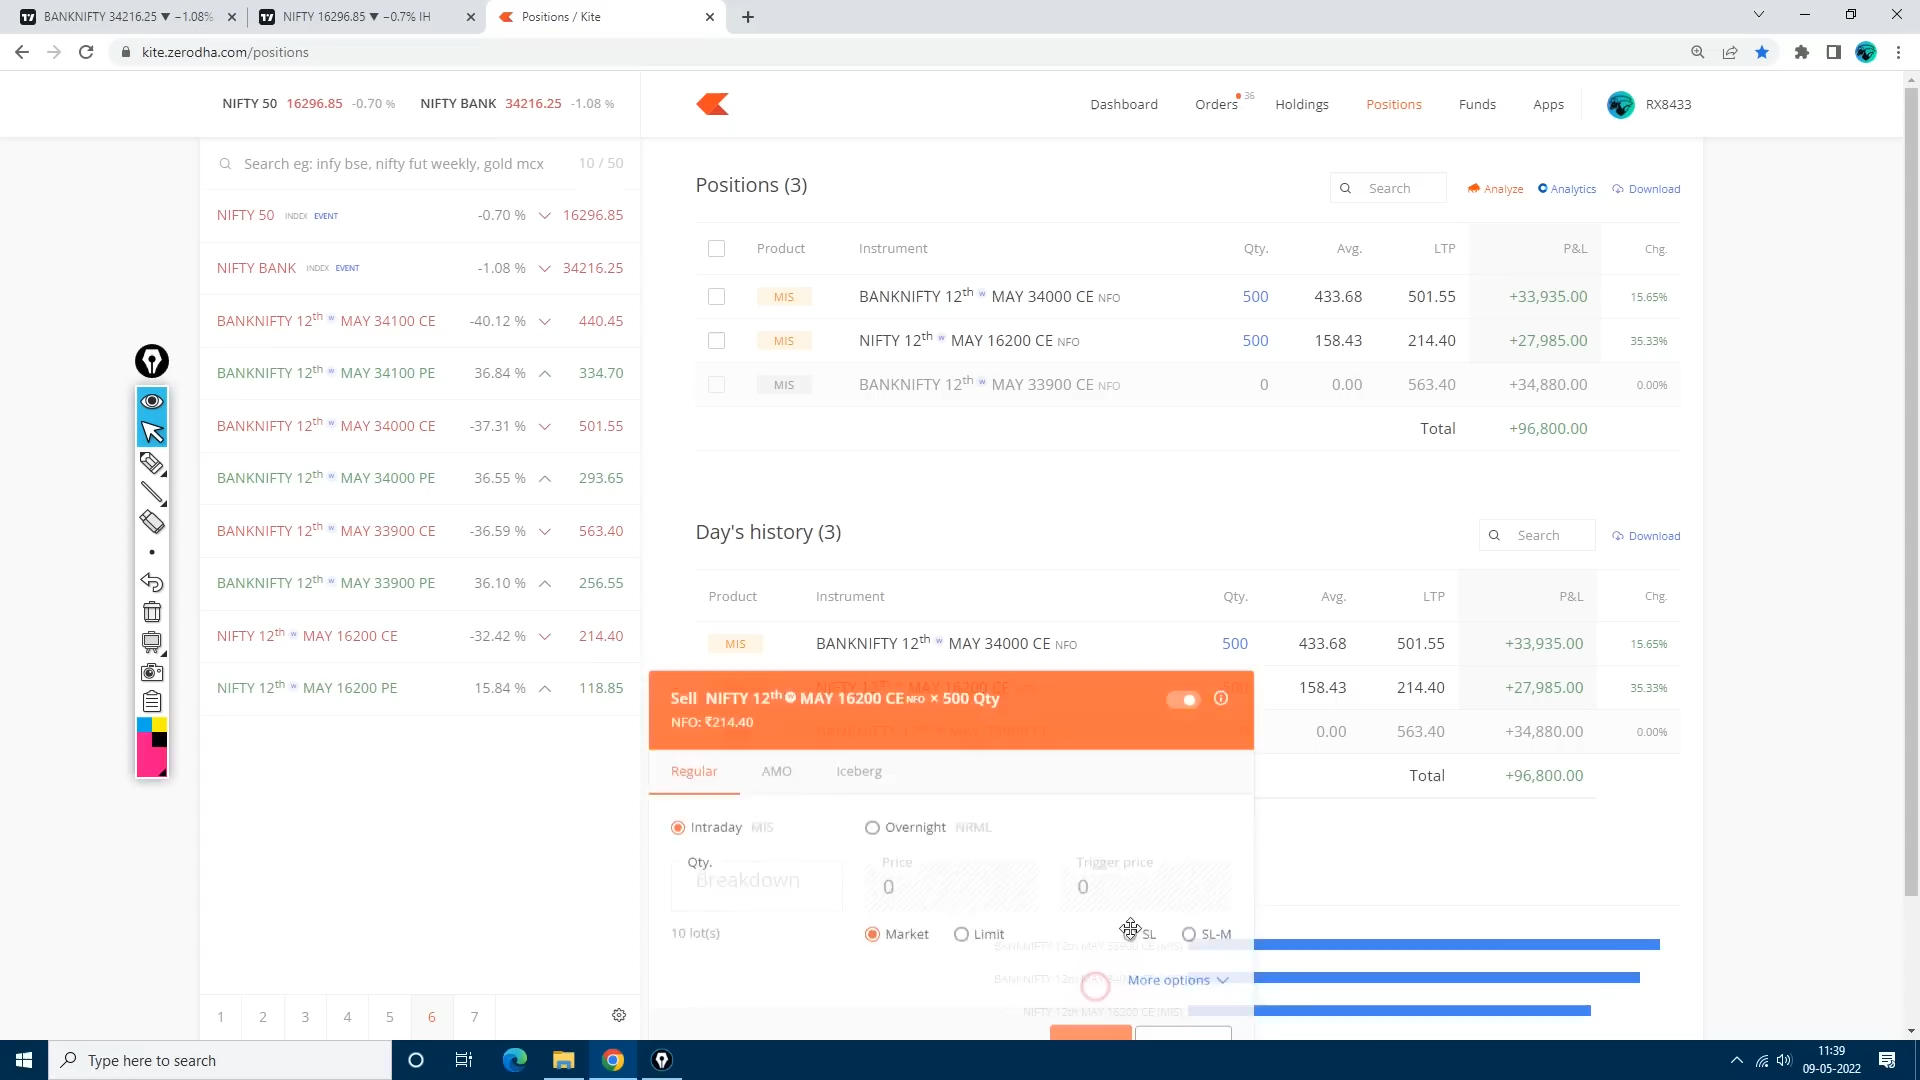 BANKNIFTY 34216.25 ▼ −1.08%
NIFTY 16296.85 ▼ −0.7% IH
Positions / Kite
kite.zerodha.com/positions
NIFTY 50 16296.85 -0.70 %
NIFTY BANK 34216.25 -1.08 %
Dashboard
Orders 36
Holdings
Positions
Funds
Apps
RX8433
Search eg: infy bse, nifty fut weekly, gold mcx 10 / 50
NIFTY 50 INDEX EVENT -0.70 % 16296.85
NIFTY BANK INDEX EVENT -1.08 % 34216.25
BANKNIFTY 12th w MAY 34100 CE -40.12 % 440.45
BANKNIFTY 12th w MAY 34100 PE 36.84 % 334.70
BANKNIFTY 12th w MAY 34000 CE -37.31 % 501.55
BANKNIFTY 12th w MAY 34000 PE 36.55 % 293.65
BANKNIFTY 12th w MAY 33900 CE -36.59 % 563.40
BANKNIFTY 12th w MAY 33900 PE 36.10 % 256.55
NIFTY 12th w MAY 16200 CE -32.42 % 214.40
NIFTY 12th w MAY 16200 PE 15.84 % 118.85
1 2 3 4 5 6 7
Positions (3)
Search
Analyze
Analytics
Download
Product Instrument Qty. Avg. LTP P&L Chg.
MIS BANKNIFTY 12th w MAY 34000 CE NFO 500 433.68 501.55 +33,935.00 15.65%
MIS NIFTY 12th w MAY 16200 CE NFO 500 158.43 214.40 +27,985.00 35.33%
MIS BANKNIFTY 12th w MAY 33900 CE NFO 0 0.00 563.40 +34,880.00 0.00%
Total +96,800.00
Day's history (3)
Search
Download
Product Instrument Qty. Avg. LTP P&L Chg.
MIS BANKNIFTY 12th w MAY 34000 CE NFO 500 433.68 501.55 +33,935.00 15.65%
158.43 214.40 +27,985.00 35.33%
0.00 563.40 +34,880.00 0.00%
Total +96,800.00
Sell NIFTY 12th w MAY 16200 CE NFO × 500 Qty
NFO: ₹214.40
Regular AMO Iceberg
Intraday MIS
Overnight NRML
Qty.
Price
Trigger price
Breakdown
0
0
10 lot(s)
Market
Limit
SL
SL-M
BANKNIFTY 12th MAY 33900 CE (MIS)
More options
NIFTY 12th MAY 16200 CE (MIS)
Type here to search
11:39
09-05-2022